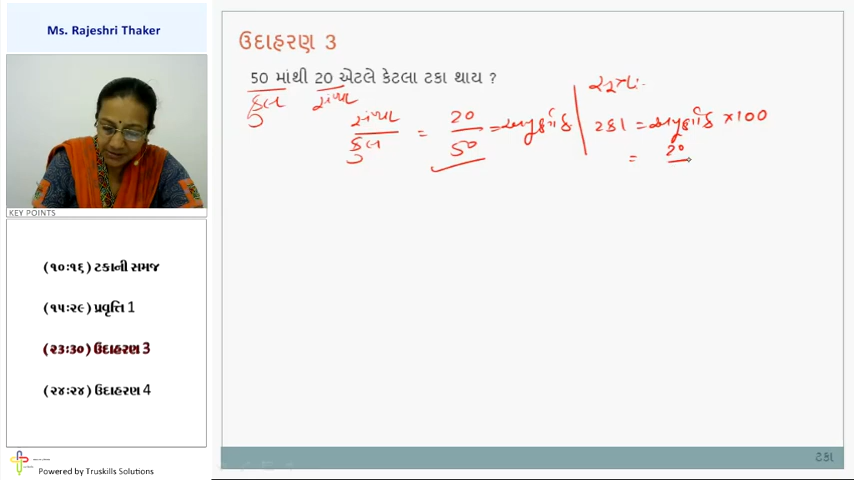 Ms. Rajeshri Thaker
ઉદાહરણ 3
50 માંથી 20 એટલે કેટલા ટકા થાય ?
કુલ સંખ્યા
સંખ્યા / કુલ = 20 / 50 = અપૂર્ણાંક
સૂત્ર:
ટકા = અપૂર્ણાંક × 100
= 20
KEY POINTS
(૧૦:૧૬) ટકાની સમજ
(૧૫:૨૯) પ્રવૃત્તિ 1
(૨૩:૩૦) ઉદાહરણ 3
(૨૪:૨૪) ઉદાહરણ 4
Powered by Truskills Solutions
ટકા